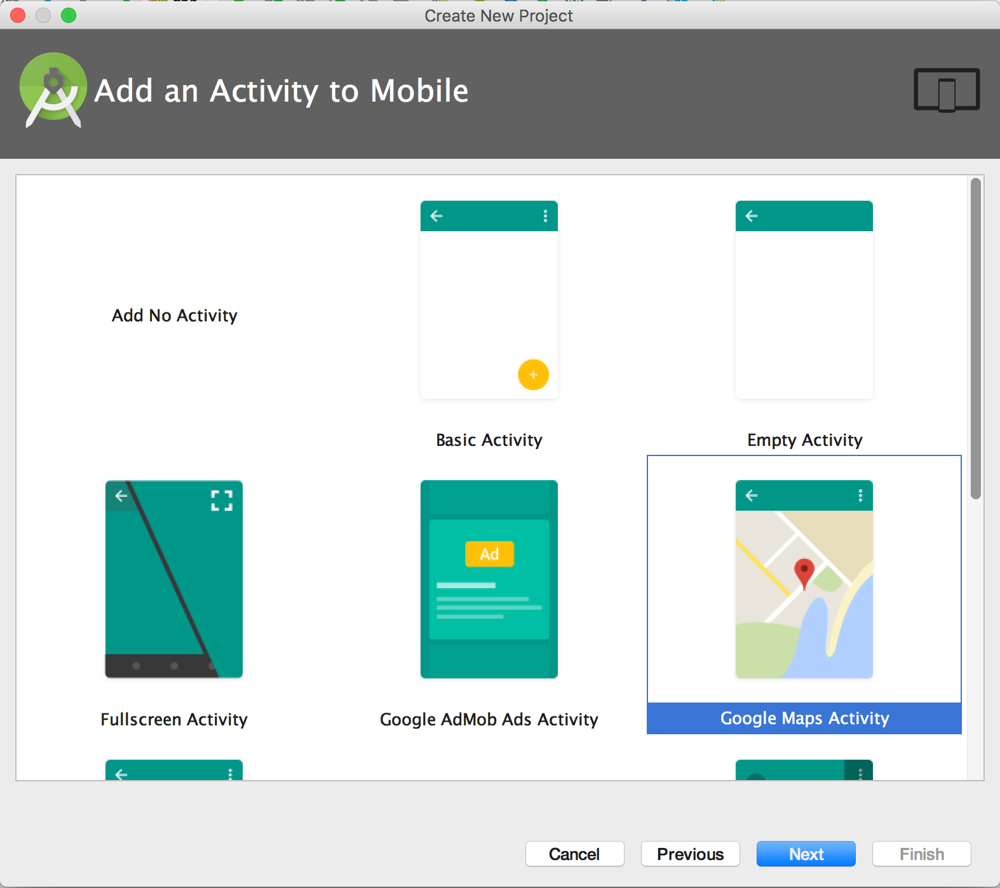 Create New Project
Add an Activity to Mobile
Add No Activity
Basic Activity
Empty Activity
Ad
Fullscreen Activity
Google AdMob Ads Activity
Google Maps Activity
Cancel
Previous
Next
Finish